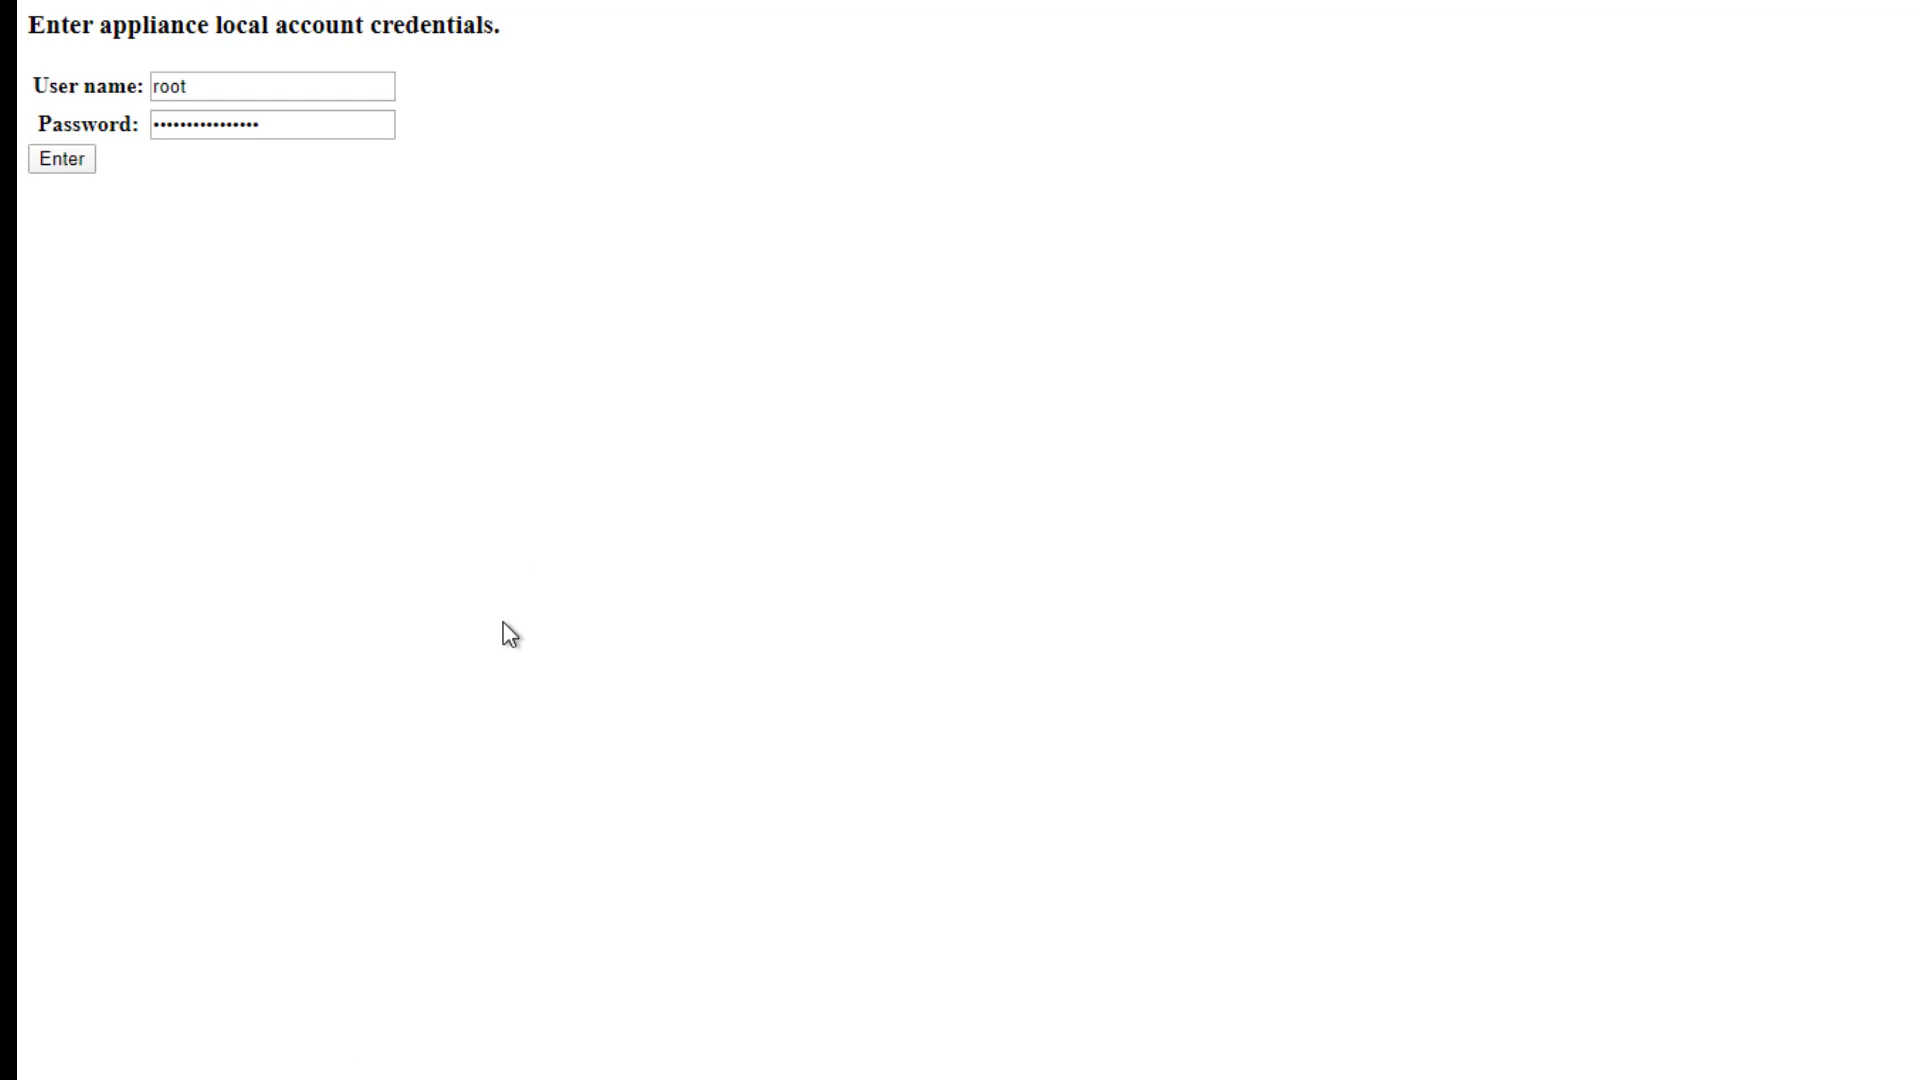 Enter appliance local account credentials.
User name: root
Password: ••••••••••••••••
Enter